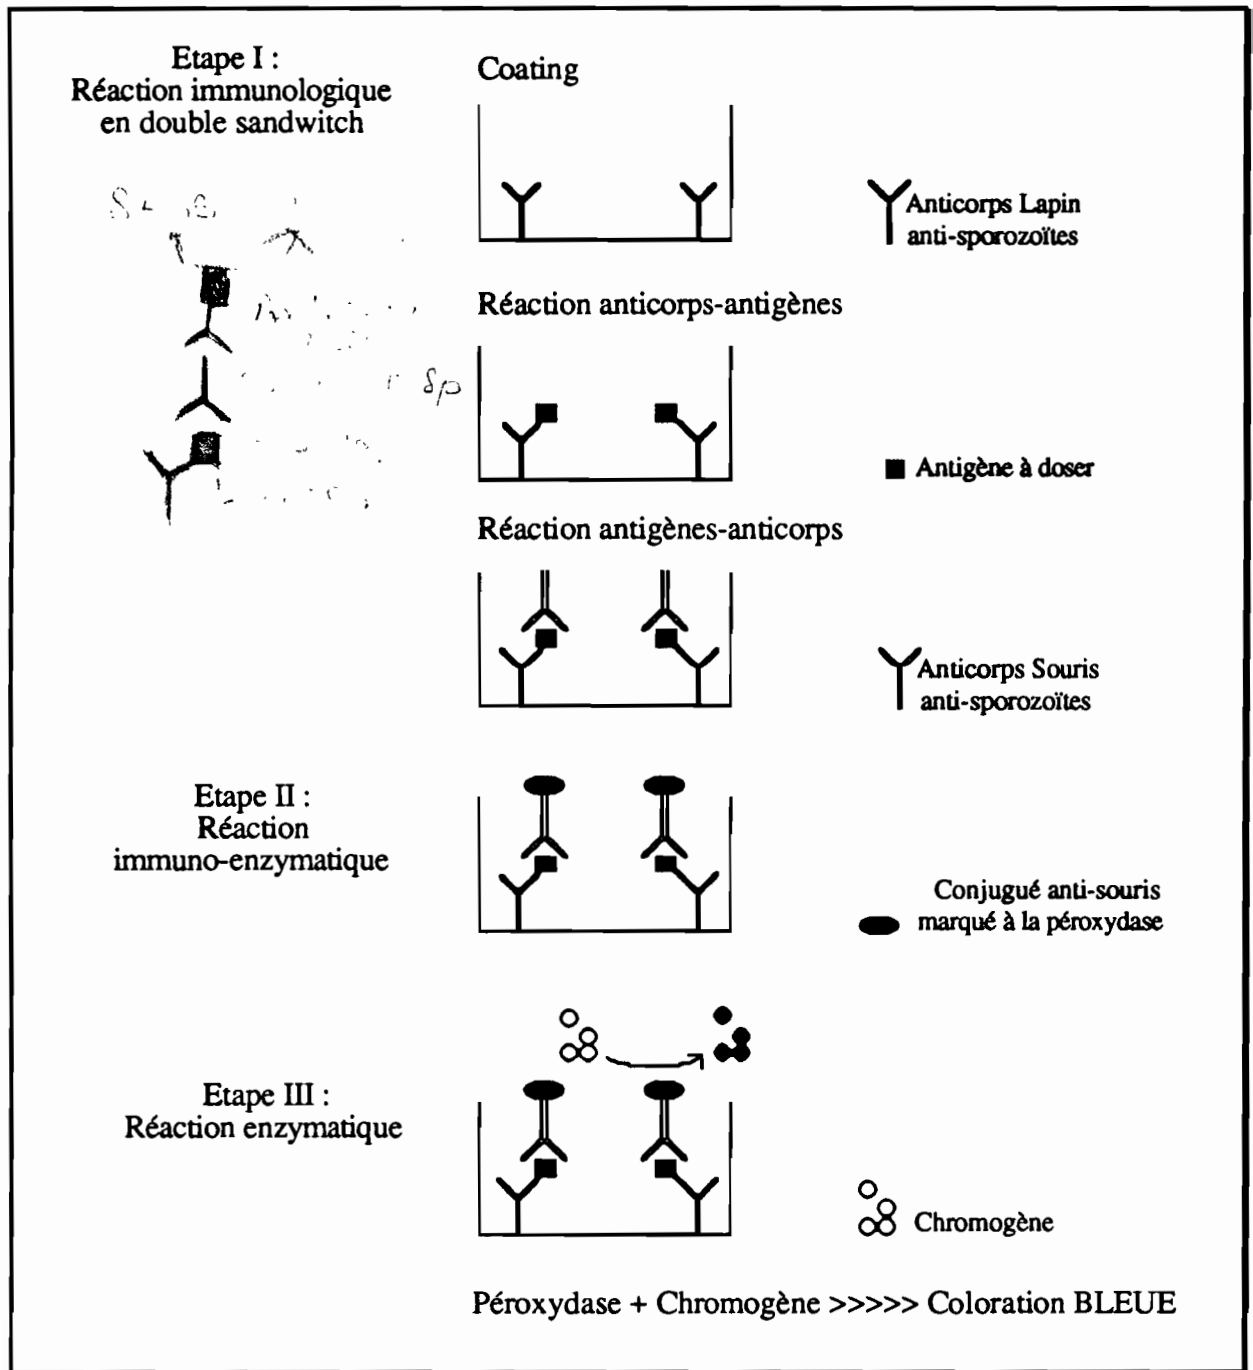 Etape I :
Réaction immunologique
en double sandwitch
Coating
Anticorps Lapin
anti-sporozoïtes
Réaction anticorps-antigènes
Sp
Antigène à doser
Réaction antigènes-anticorps
Anticorps Souris
anti-sporozoïtes
Etape II :
Réaction
immuno-enzymatique
Conjugué anti-souris
marqué à la péroxydase
Etape III :
Réaction enzymatique
Chromogène
Péroxydase + Chromogène >>>>> Coloration BLEUE